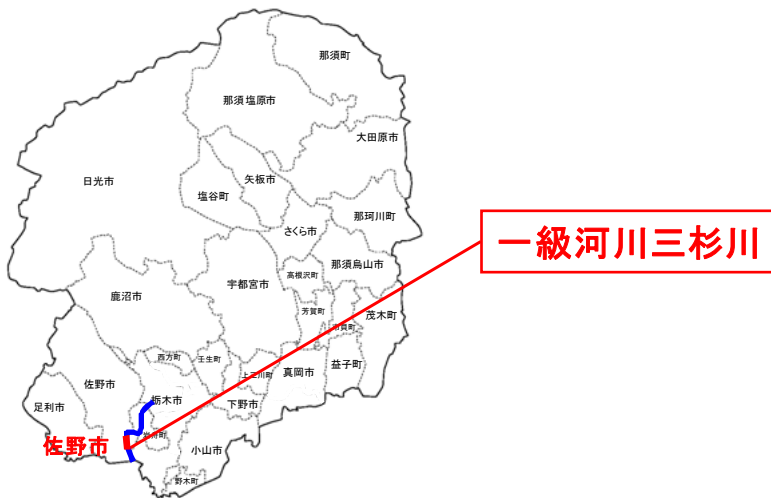 那須町
那須塩原市
大田原市
矢板市
日光市
塩谷町
那珂川町
さくら市
一級河川三杉川
那須烏山市
高根沢町
宇都宮市
鹿沼市
芳賀町
茂木町
市貝町
西方町
壬生町
益子町
真岡市
上三川町
佐野市
栃木市
下野市
足利市
岩舟町
佐野市
小山市
野木町